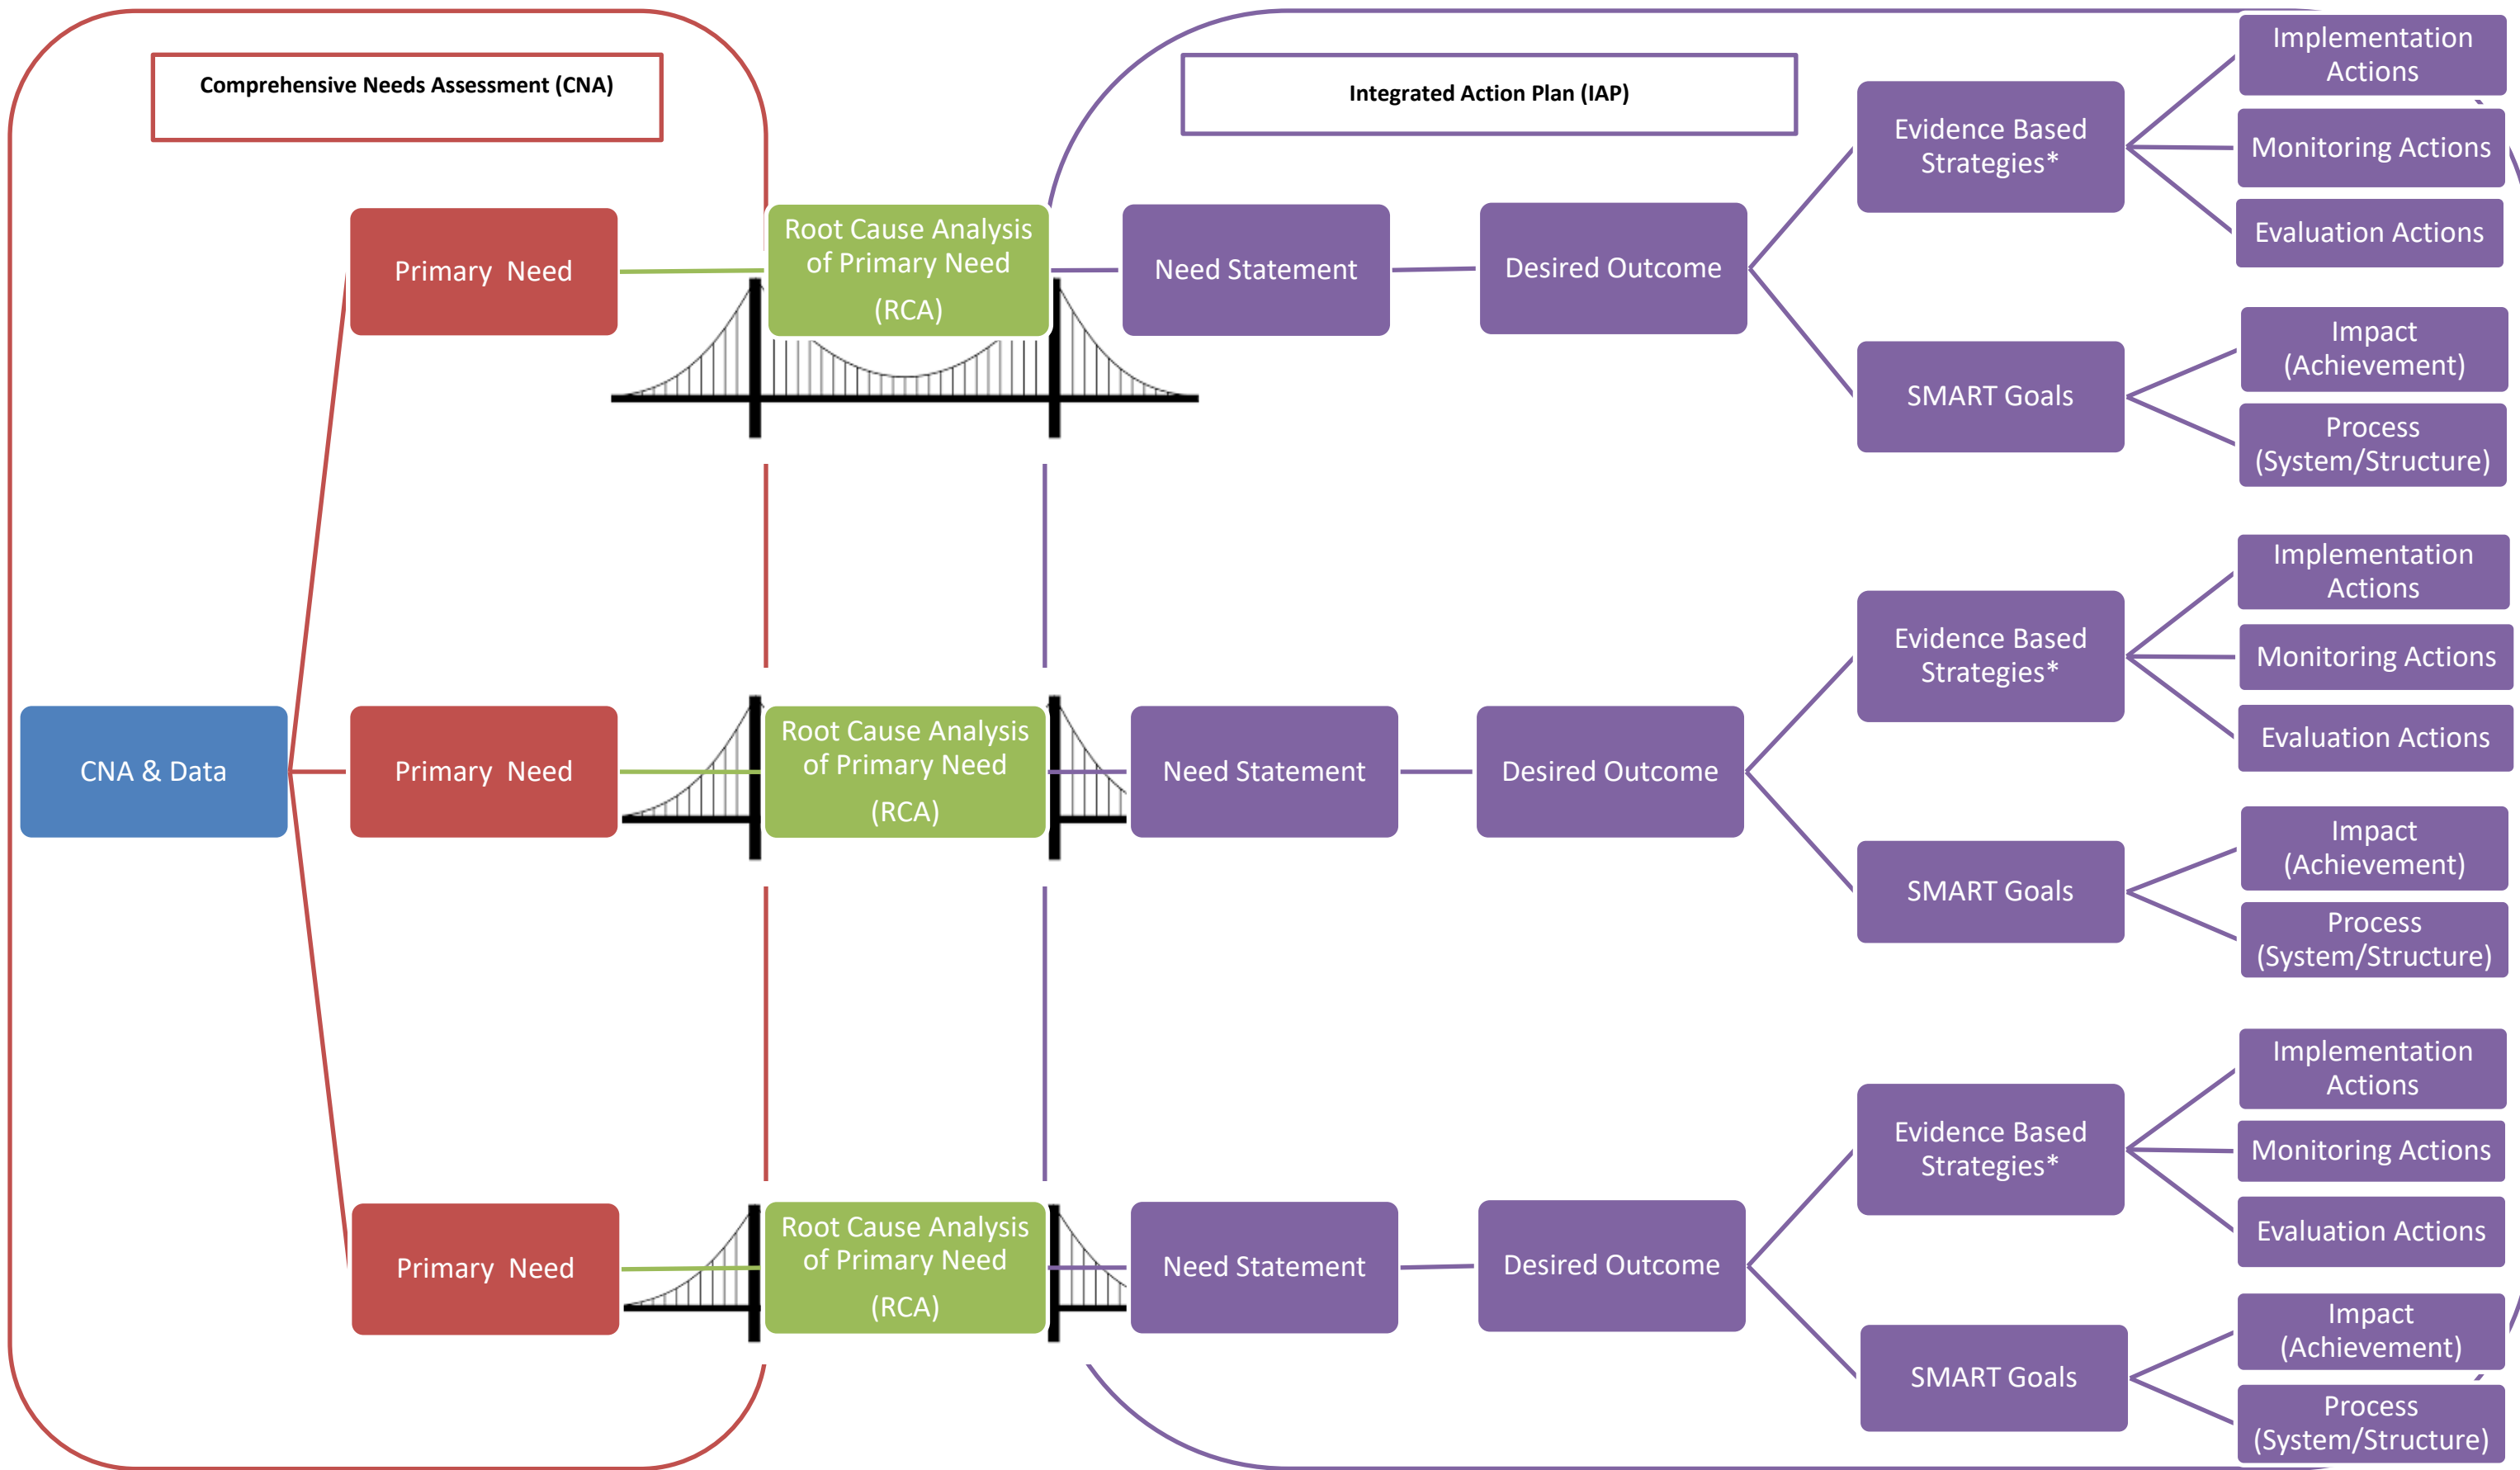 Comprehensive Needs Assessment (CNA)
Integrated Action Plan (IAP)
CNA & Data
Primary Need
Root Cause Analysis
of Primary Need
(RCA)
Need Statement
Desired Outcome
Evidence Based
Strategies*
Implementation
Actions
Monitoring Actions
Evaluation Actions
SMART Goals
Impact
(Achievement)
Process
(System/Structure)
Primary Need
Root Cause Analysis
of Primary Need
(RCA)
Need Statement
Desired Outcome
Evidence Based
Strategies*
Implementation
Actions
Monitoring Actions
Evaluation Actions
SMART Goals
Impact
(Achievement)
Process
(System/Structure)
Primary Need
Root Cause Analysis
of Primary Need
(RCA)
Need Statement
Desired Outcome
Evidence Based
Strategies*
Implementation
Actions
Monitoring Actions
Evaluation Actions
SMART Goals
Impact
(Achievement)
Process
(System/Structure)